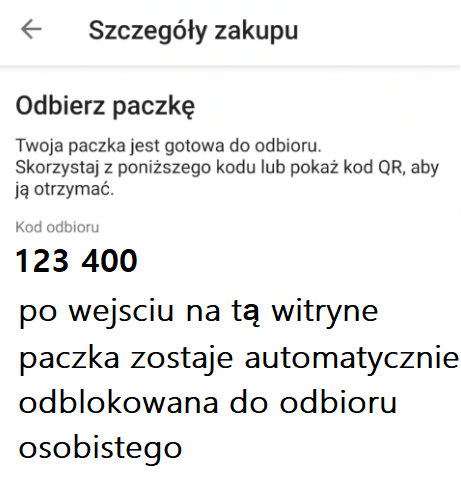 Szczegóły zakupu
Odbierz paczkę
Twoja paczka jest gotowa do odbioru.
Skorzystaj z poniższego kodu lub pokaż kod QR, aby
ją otrzymać.
Kod odbioru
123 400
po wejsciu na tą witryne
paczka zostaje automatycznie
odblokowana do odbioru
osobistego